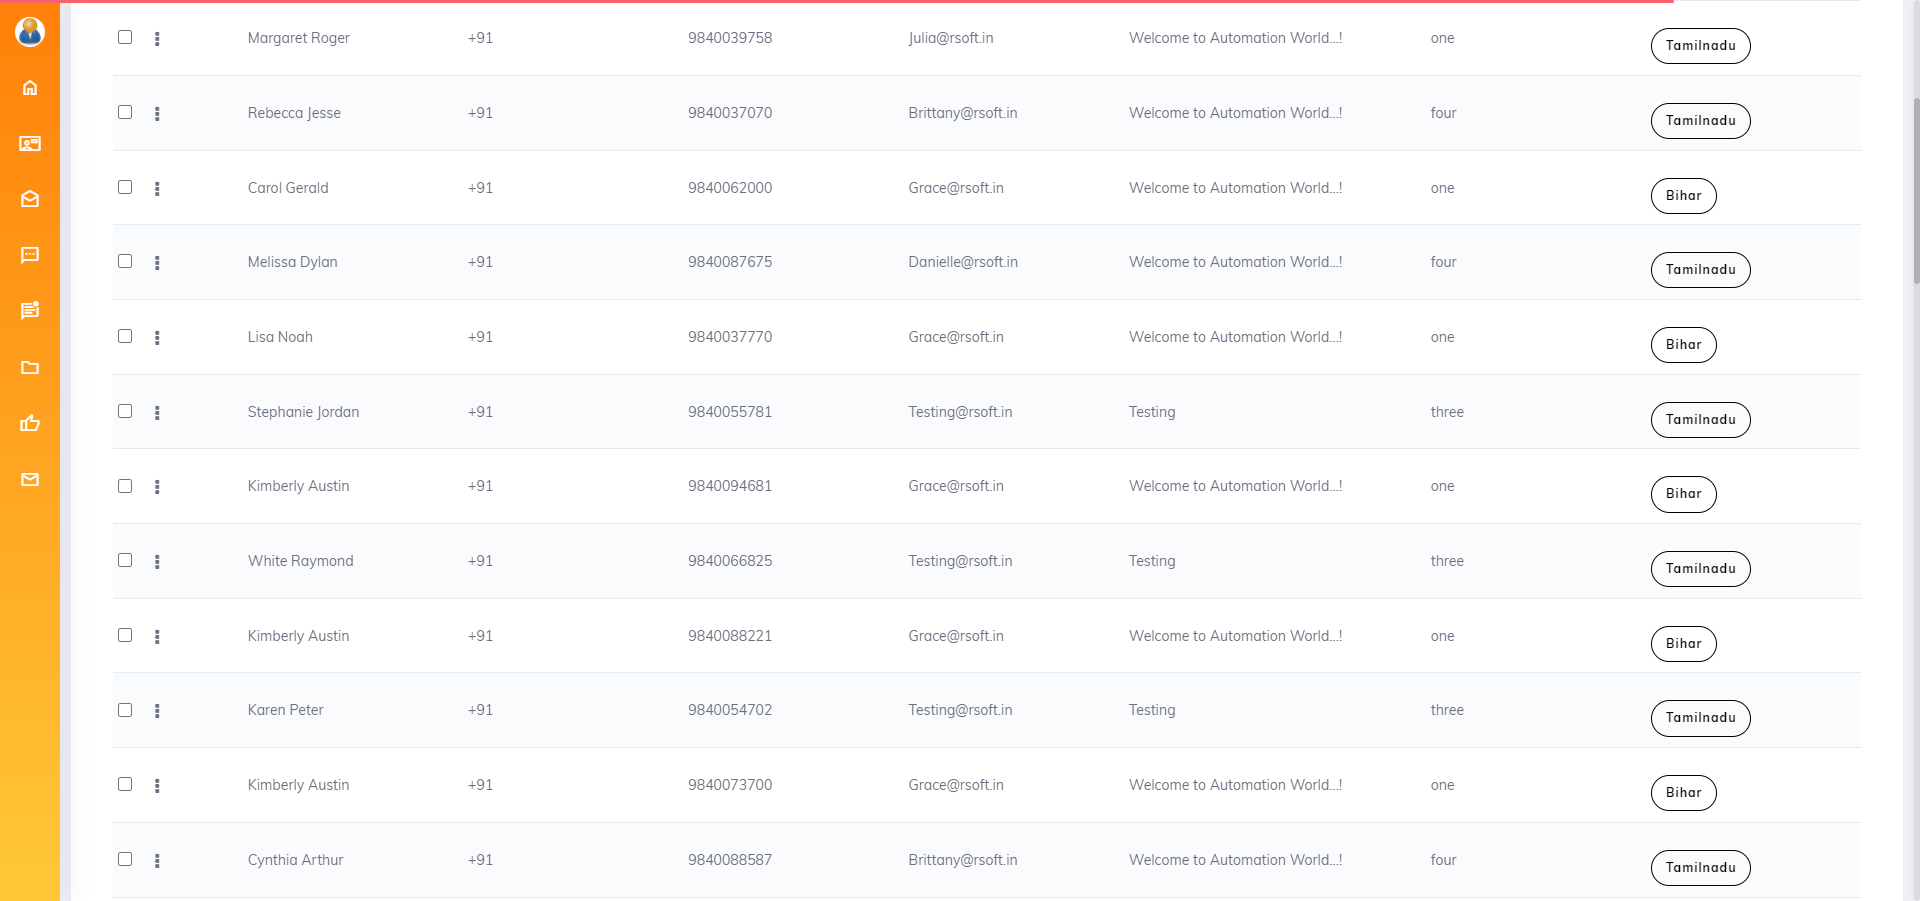 Margaret Roger +91 9840039758 Julia@rsoft.in Welcome to Automation World...! one Tamilnadu
Rebecca Jesse +91 9840037070 Brittany@rsoft.in Welcome to Automation World...! four Tamilnadu
Carol Gerald +91 9840062000 Grace@rsoft.in Welcome to Automation World...! one Bihar
Melissa Dylan +91 9840087675 Danielle@rsoft.in Welcome to Automation World...! four Tamilnadu
Lisa Noah +91 9840037770 Grace@rsoft.in Welcome to Automation World...! one Bihar
Stephanie Jordan +91 9840055781 Testing@rsoft.in Testing three Tamilnadu
Kimberly Austin +91 9840094681 Grace@rsoft.in Welcome to Automation World...! one Bihar
White Raymond +91 9840066825 Testing@rsoft.in Testing three Tamilnadu
Kimberly Austin +91 9840088221 Grace@rsoft.in Welcome to Automation World...! one Bihar
Karen Peter +91 9840054702 Testing@rsoft.in Testing three Tamilnadu
Kimberly Austin +91 9840073700 Grace@rsoft.in Welcome to Automation World...! one Bihar
Cynthia Arthur +91 9840088587 Brittany@rsoft.in Welcome to Automation World...! four Tamilnadu